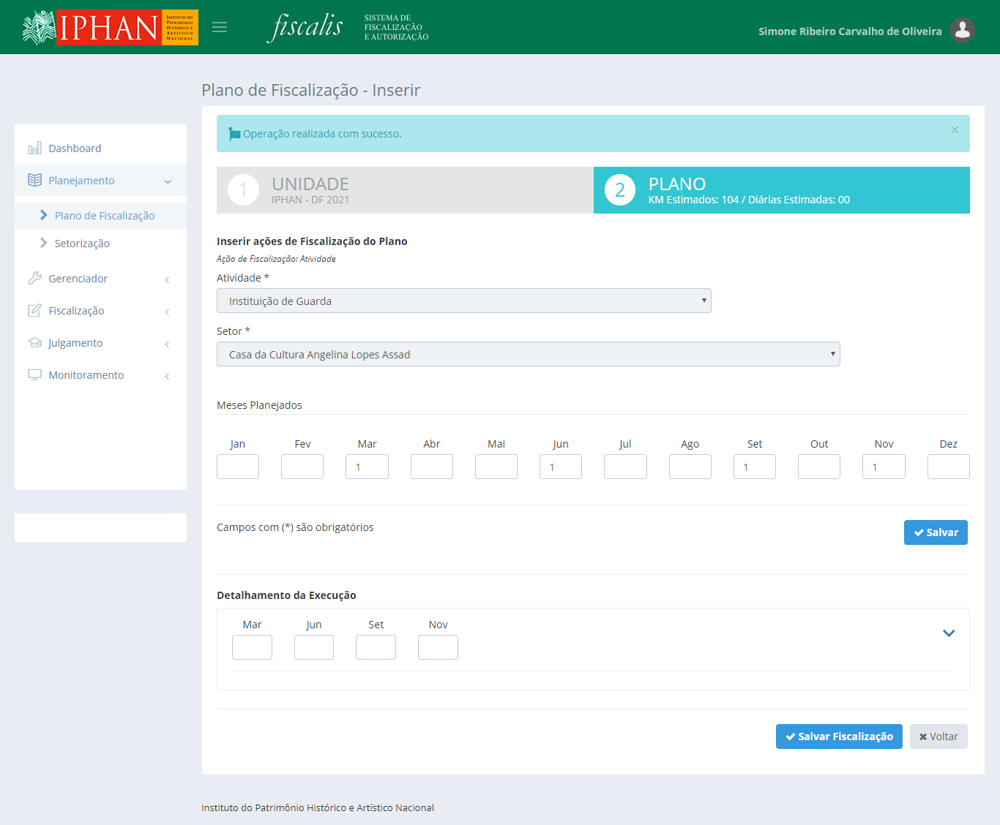 IPHAN
INSTITUTO DO
PATRIMÔNIO
HISTÓRICO E
ARTÍSTICO
NACIONAL
fiscalis
SISTEMA DE
FISCALIZAÇÃO
E AUTORIZAÇÃO
Simone Ribeiro Carvalho de Oliveira
Plano de Fiscalização - Inserir
Dashboard
Planejamento
Plano de Fiscalização
Setorização
Gerenciador
Fiscalização
Julgamento
Monitoramento
Operação realizada com sucesso.
×
1
UNIDADE
IPHAN - DF 2021
2
PLANO
KM Estimados: 104 / Diárias Estimadas: 00
Inserir ações de Fiscalização do Plano
Ação de Fiscalização: Atividade
Atividade *
Instituição de Guarda
Setor *
Casa da Cultura Angelina Lopes Assad
Meses Planejados
Jan Fev Mar Abr Mai Jun Jul Ago Set Out Nov Dez
1 1 1 1
Campos com (*) são obrigatórios
Salvar
Detalhamento da Execução
Mar Jun Set Nov
Salvar Fiscalização
Voltar
Instituto do Patrimônio Histórico e Artístico Nacional